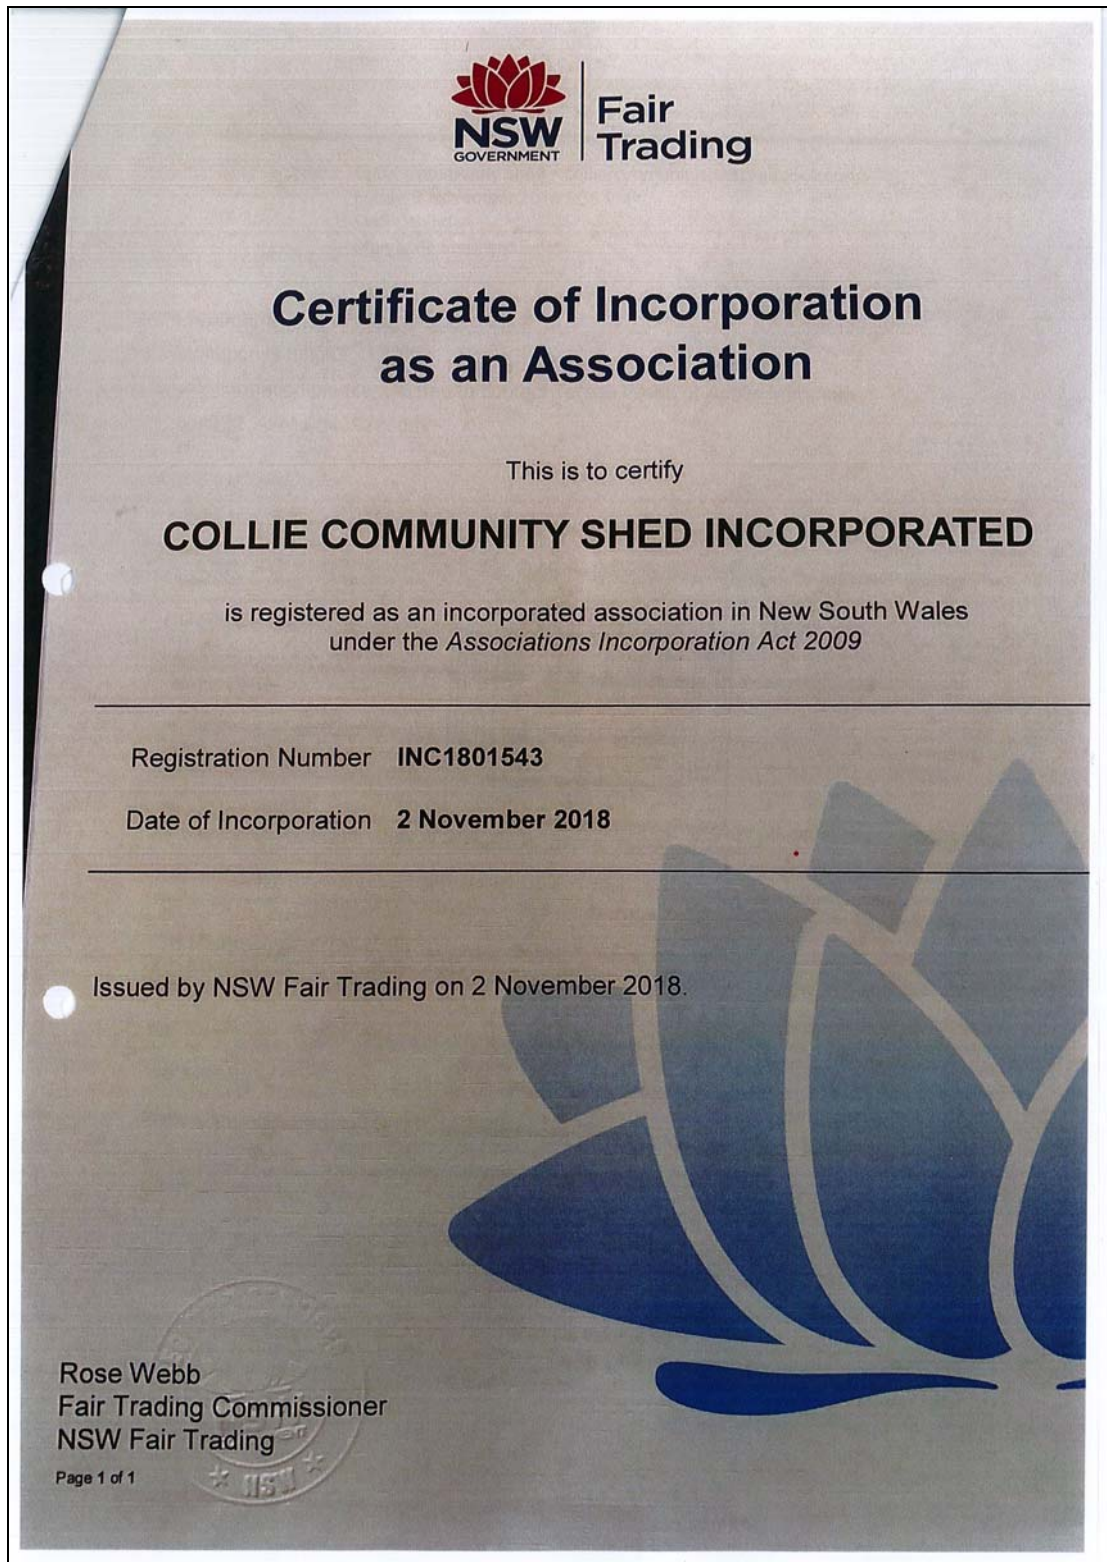 NSW
GOVERNMENT
Fair
Trading
Certificate of Incorporation
as an Association
This is to certify
COLLIE COMMUNITY SHED INCORPORATED
is registered as an incorporated association in New South Wales
under the Associations Incorporation Act 2009
Registration Number INC1801543
Date of Incorporation 2 November 2018
Issued by NSW Fair Trading on 2 November 2018.
Rose Webb
Fair Trading Commissioner
NSW Fair Trading
Page 1 of 1
NSW